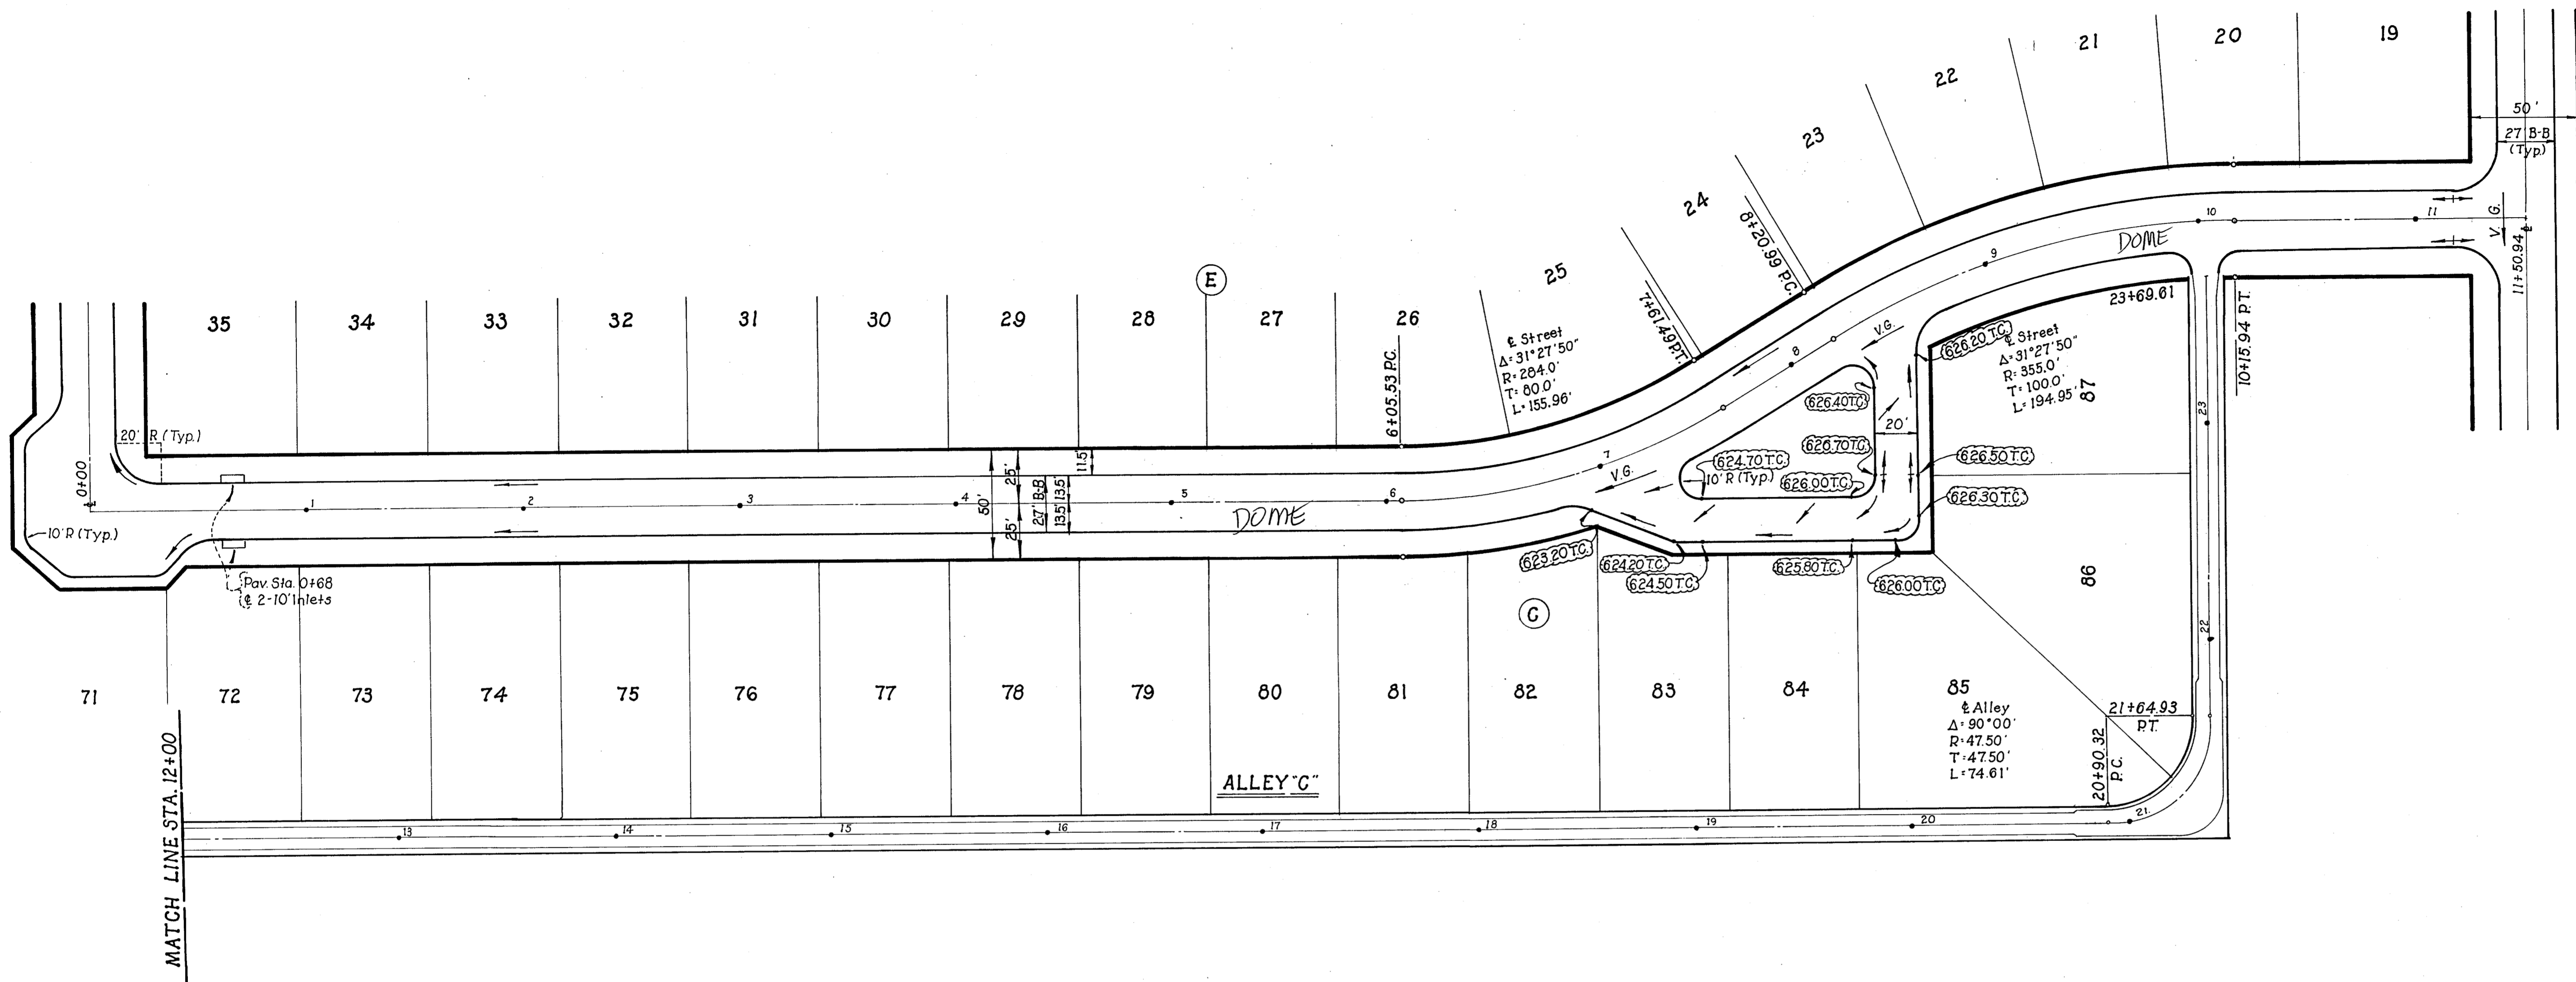 19
20
21
22
23
24
25
26
27
28
29
30
31
32
33
34
35
50'
27' B-B
(Typ.)
V. G.
11+50.94
11
10
DOME
9
10+15.94 P.T.
23+69.61
8+20.99 P.C.
7+61.49 P.T.
V.G.
8
626.20 T.C.
₵ Street
Δ=31°27'50"
R=355.0'
T=100.0'
L=194.95'
87
₵ Street
Δ=31°27'50"
R=284.0'
T=80.0'
L=155.96'
6+05.53 P.C.
E
626.40 T.C.
20'
626.70 T.C.
626.50 T.C.
624.70 T.C.
10' R (Typ.)
626.00 T.C.
626.30 T.C.
V.G.
7
23
20' R (Typ.)
0+00
1
2
3
4
5
6
50'
25'
25'
27' B-B
13.5'
13.5'
11.5'
DOME
10' R (Typ.)
Pav. Sta. 0+68
₵ 2-10' Inlets
623.20 T.C.
624.20 T.C.
624.50 T.C.
625.80 T.C.
626.00 T.C.
86
22
C
71
72
73
74
75
76
77
78
79
80
81
82
83
84
85
₵ Alley
Δ=90°00'
R=47.50'
T=47.50'
L=74.61'
21+64.93
P.T.
20+90.32
P.C.
MATCH LINE STA. 12+00
ALLEY "C"
13
14
15
16
17
18
19
20
21